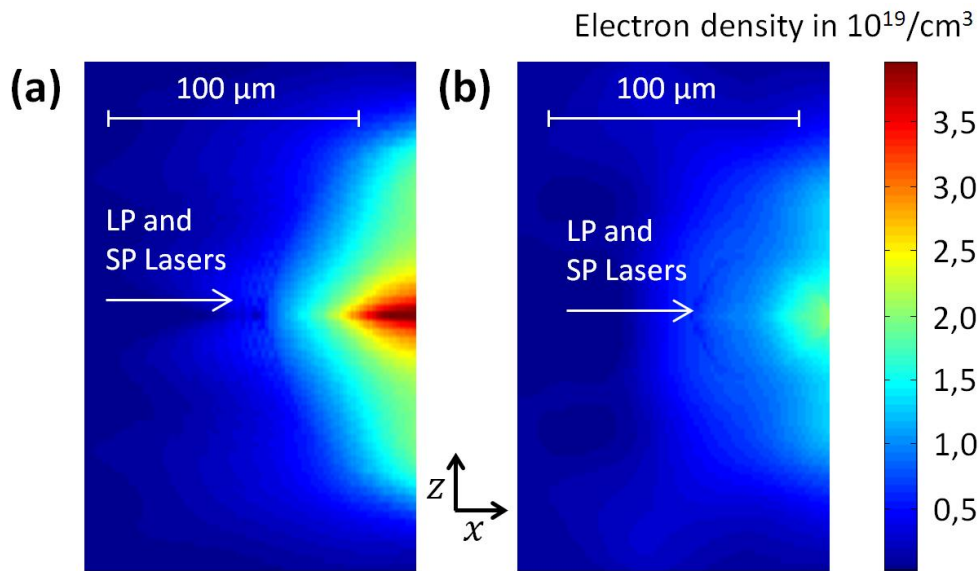 Electron density in 10¹⁹/cm³
(a)
100 µm
LP and
SP Lasers
(b)
100 µm
LP and
SP Lasers
z
x
3,5
3,0
2,5
2,0
1,5
1,0
0,5